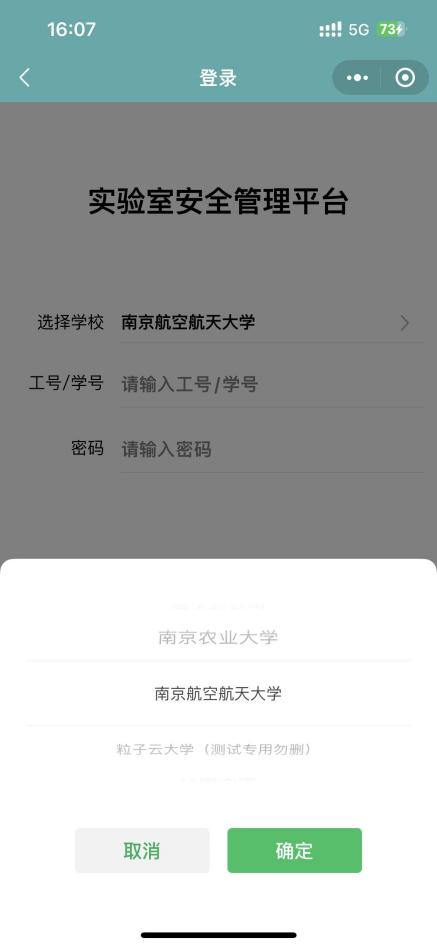 16:07
5G
73
登录
实验室安全管理平台
选择学校 南京航空航天大学
工号/学号 请输入工号/学号
密码 请输入密码
南京农业大学
南京航空航天大学
粒子云大学（测试专用勿删）
取消 确定